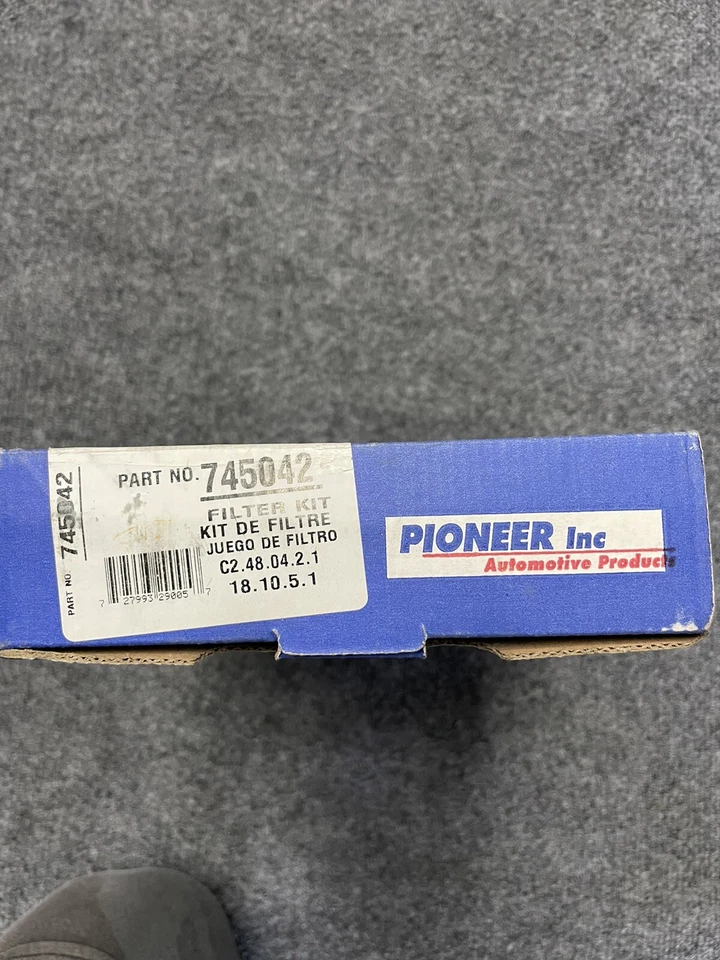 PART NO. 745042
PART NO. 745042
FILTER KIT
KIT DE FILTRE
JUEGO DE FILTRO
C2.48.04.2.1
18.10.5.1
7 27993 29005 7
PIONEER Inc
Automotive Products